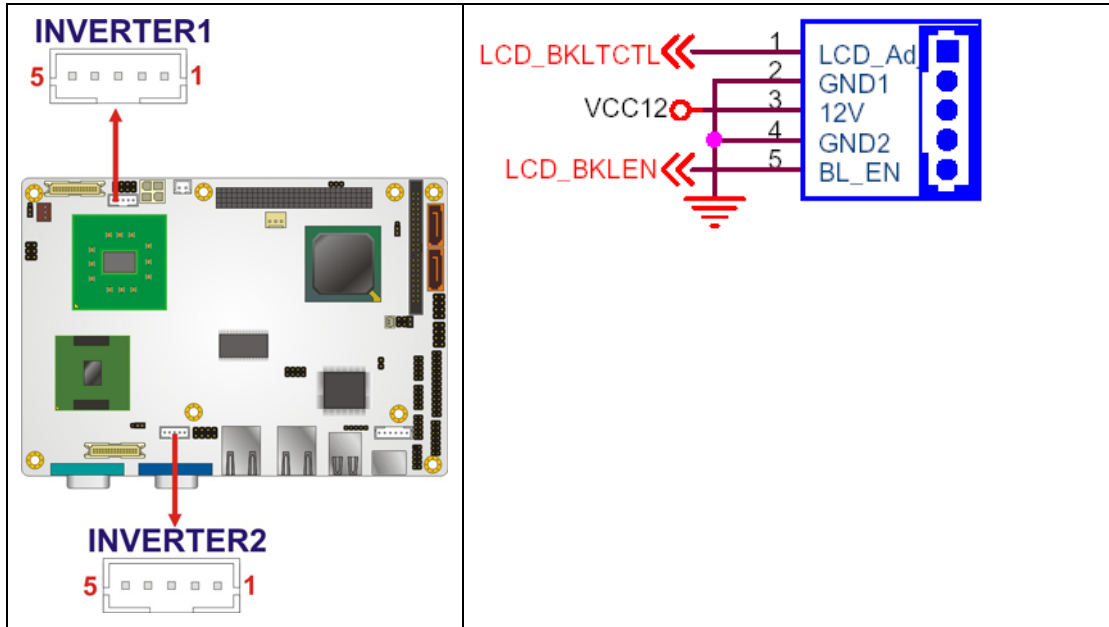 INVERTER1
5 1
INVERTER2
5 1
LCD_BKLTCTL 1 LCD_Ad
2 GND1
VCC12 3 12V
4 GND2
LCD_BKLEN 5 BL_EN